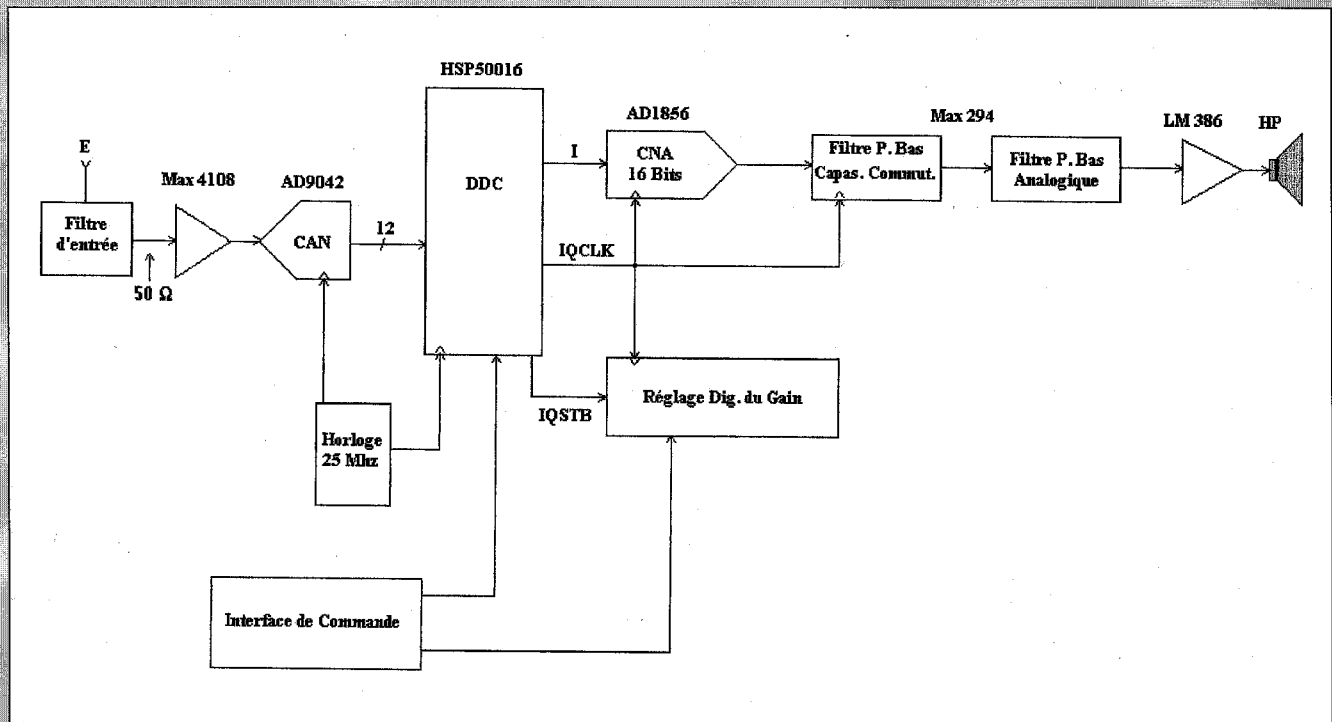 HSP50016
AD1856
Max 294
LM 386
HP
E
Max 4108
AD9042
I
CNA
16 Bits
Filtre P. Bas
Capas. Commut.
Filtre P. Bas
Analogique
DDC
Filtre
d'entrée
CAN
12
IQCLK
50 Ω
Réglage Dig. du Gain
IQSTB
Horloge
25 Mhz
Interface de Commande